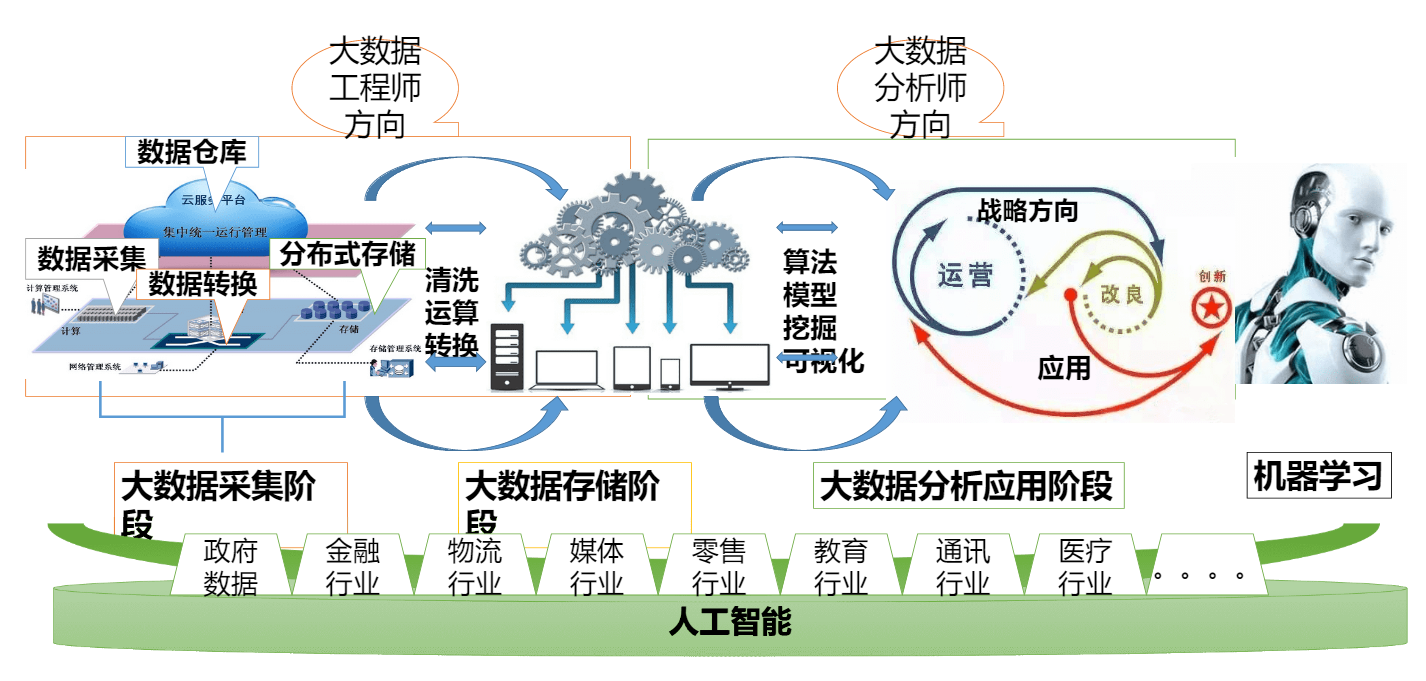 大数据
工程师
方向
大数据
分析师
方向
数据仓库
云服务平台
集中统一运行管理
数据采集
数据转换
分布式存储
计算管理系统
计算
存储
网络管理系统
存储管理系统
清洗
运算
转换
算法
模型
挖掘
可视化
战略方向
运营
改良
创新
应用
大数据采集阶
段
大数据存储阶
段
大数据分析应用阶段
机器学习
政府
数据
金融
行业
物流
行业
媒体
行业
零售
行业
教育
行业
通讯
行业
医疗
行业
。。。。
人工智能